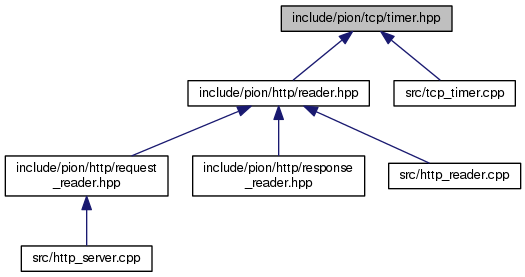 include/pion/tcp/timer.hpp
include/pion/http/reader.hpp
src/tcp_timer.cpp
include/pion/http/request
_reader.hpp
include/pion/http/response
_reader.hpp
src/http_reader.cpp
src/http_server.cpp